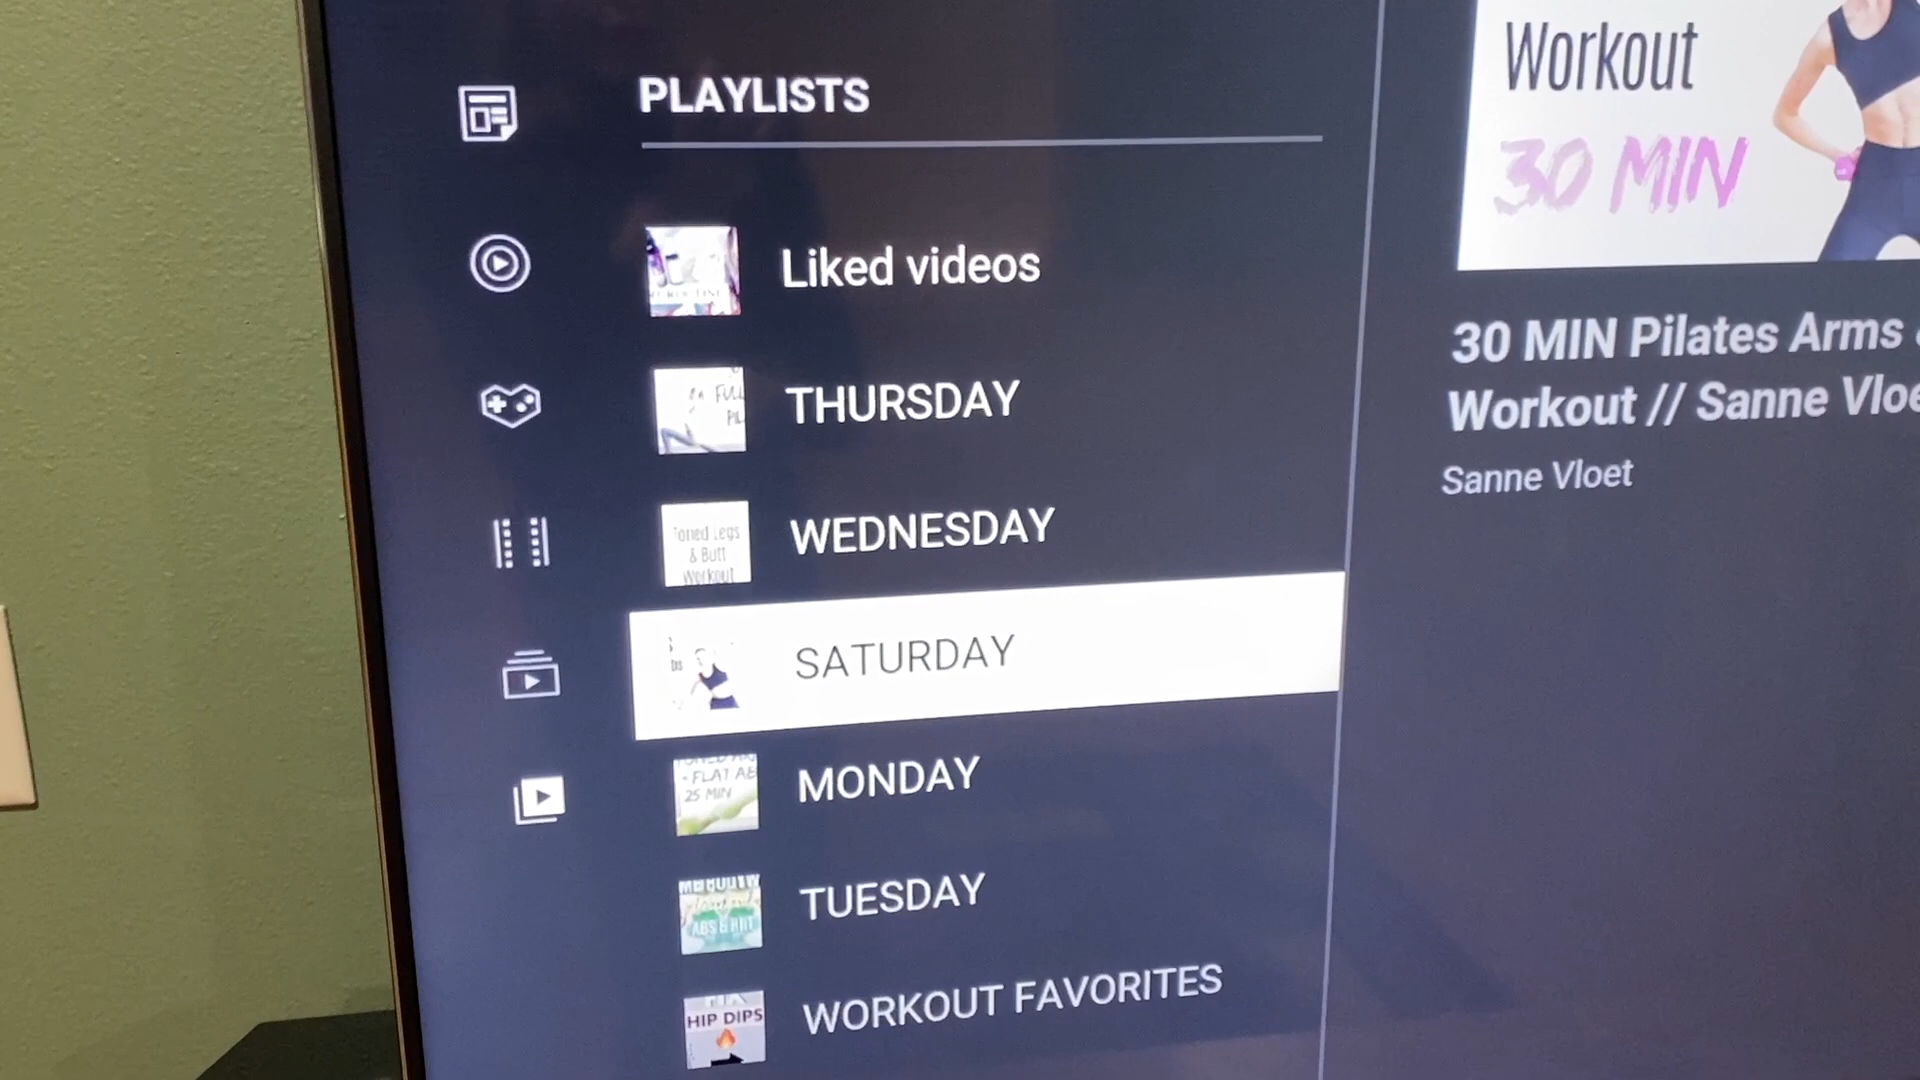 PLAYLISTS
Liked videos
FULL
THURSDAY
Toned Legs
& Butt
Workout
WEDNESDAY
SATURDAY
- FLAT AB
25 MIN
MONDAY
ABS & HIIT
TUESDAY
HIP DIPS
WORKOUT FAVORITES
Workout
30 MIN
30 MIN Pilates Arms
Workout // Sanne Vloe
Sanne Vloet